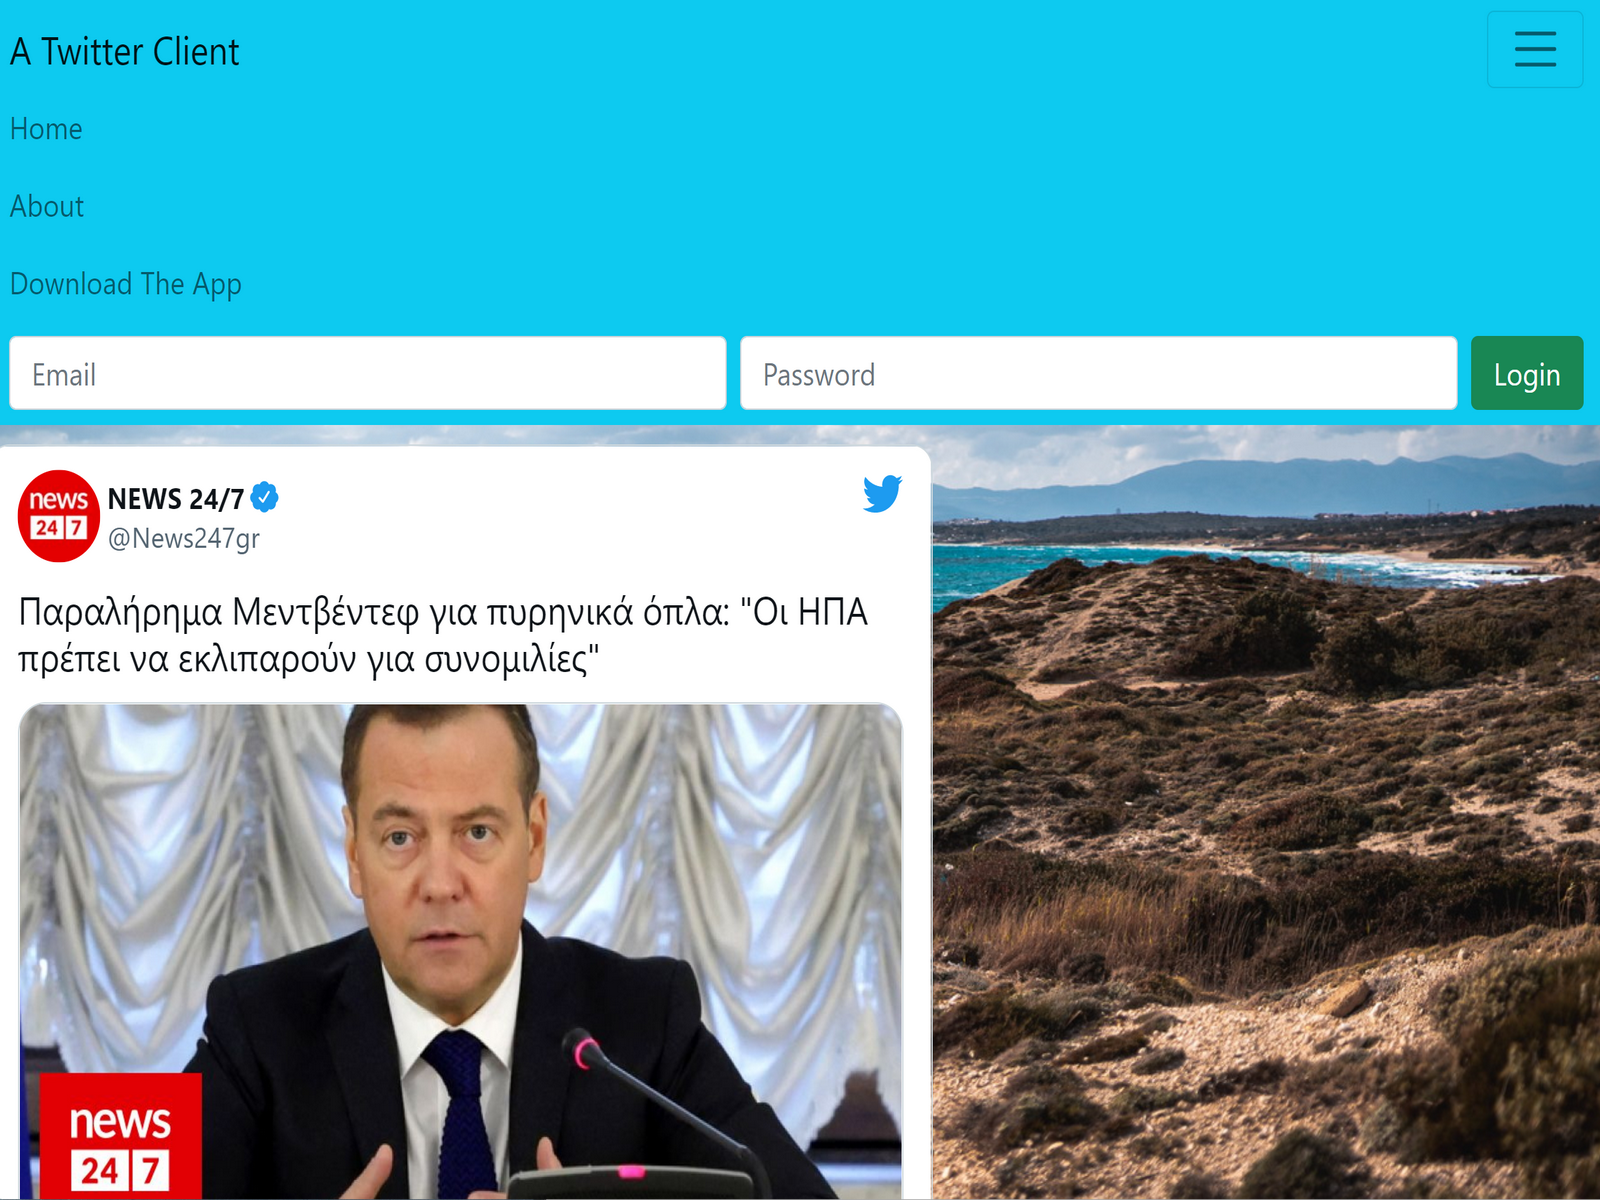 A Twitter Client
Home
About
Download The App
Email
Password
Login
news
24 7
NEWS 24/7
@News247gr
Παραλήρημα Μεντβέντεφ για πυρηνικά όπλα: "Οι ΗΠΑ
πρέπει να εκλιπαρούν για συνομιλίες"
news
24 7